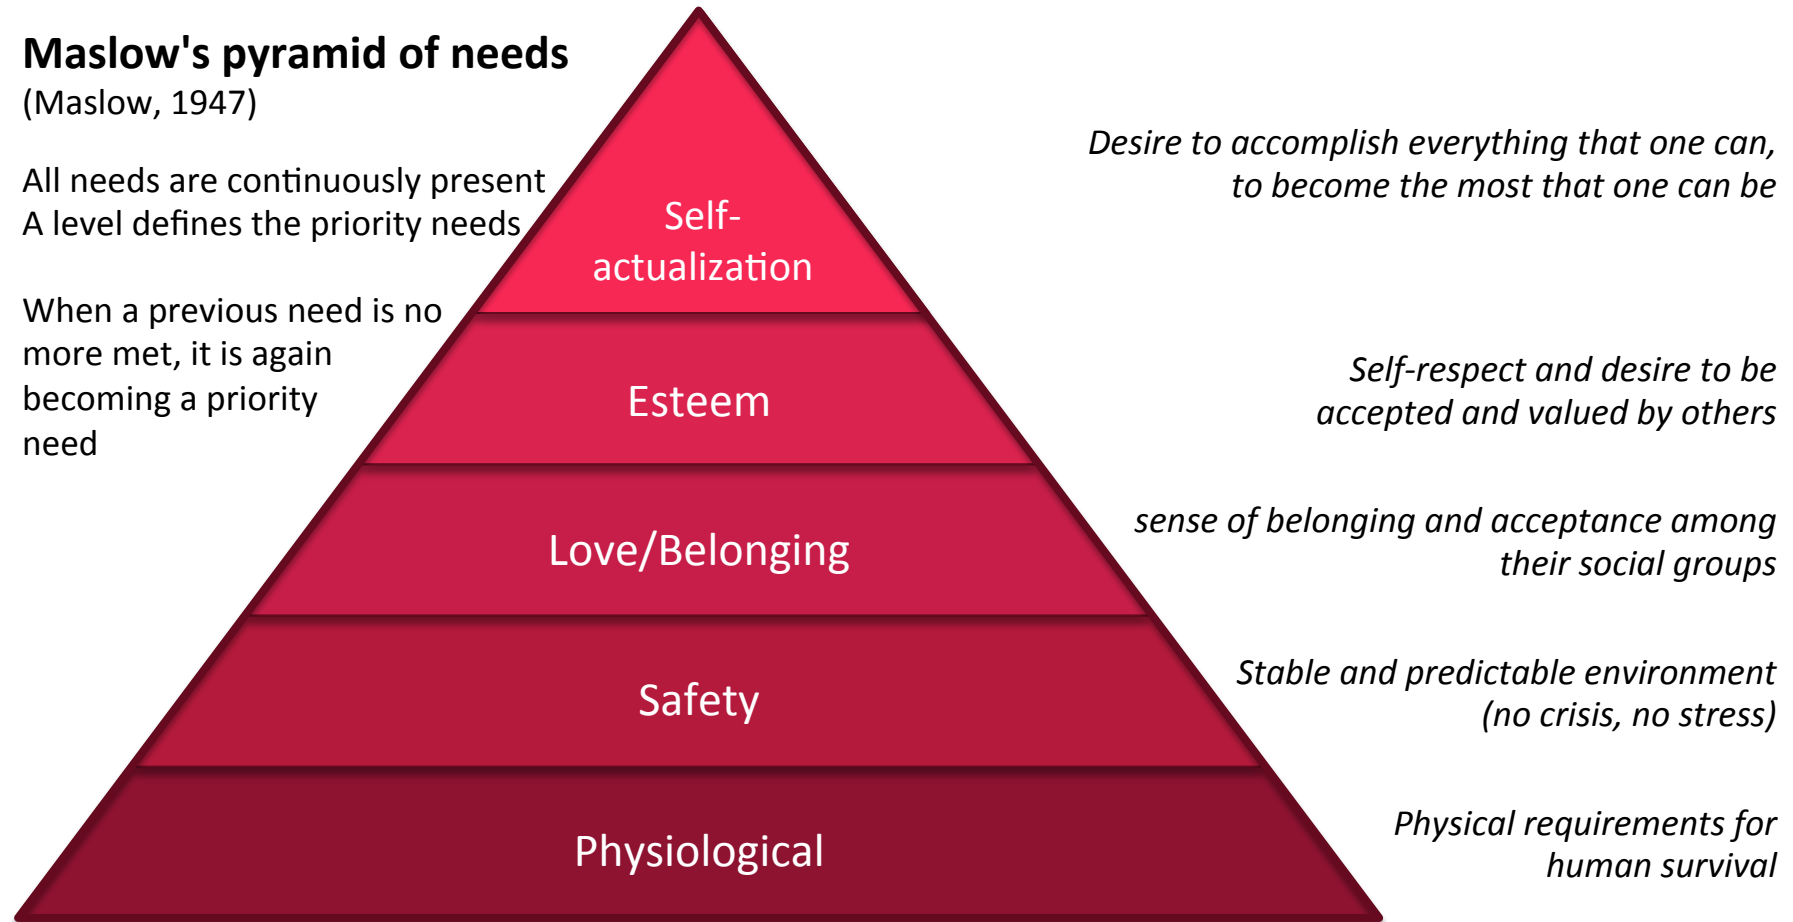 Maslow's pyramid of needs
(Maslow, 1947)
All needs are continuously present
A level defines the priority needs
When a previous need is no
more met, it is again
becoming a priority
need
Self-
actualization
Esteem
Love/Belonging
Safety
Physiological
Desire to accomplish everything that one can,
to become the most that one can be
Self-respect and desire to be
accepted and valued by others
sense of belonging and acceptance among
their social groups
Stable and predictable environment
(no crisis, no stress)
Physical requirements for
human survival